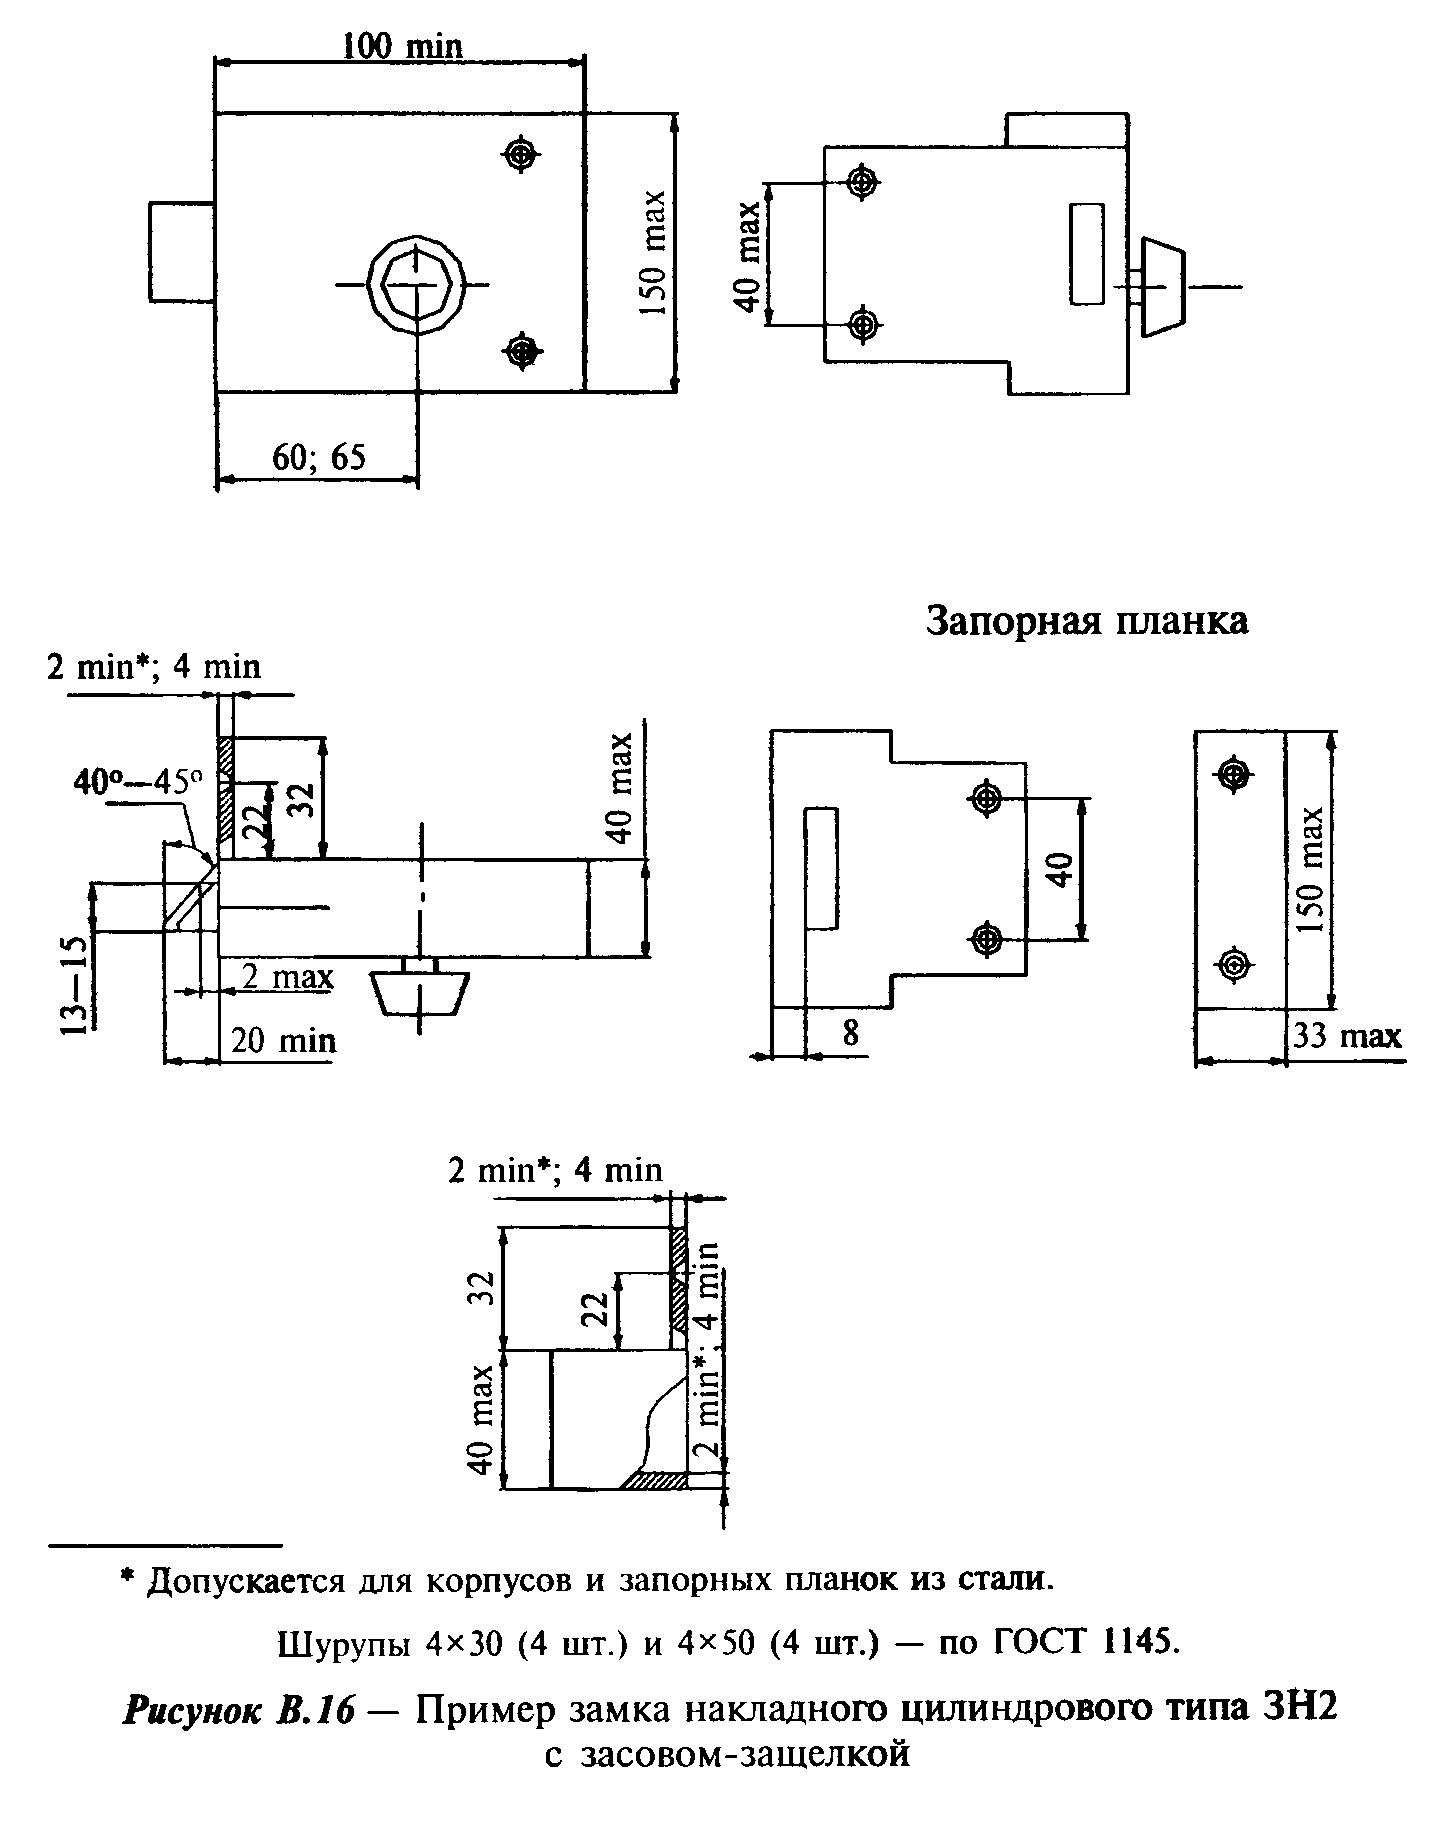 100 min
150 max
40 max
60; 65
Запорная планка
2 min*; 4 min
40°—45°
22
32
40 max
13—15
2 max
20 min
40
8
150 max
33 max
2 min*; 4 min
32
22
2 min*; 4 min
40 max
* Допускается для корпусов и запорных планок из стали.
Шурупы 4×30 (4 шт.) и 4×50 (4 шт.) — по ГОСТ 1145.
Рисунок В.16 — Пример замка накладного цилиндрового типа ЗН2
с засовом-защелкой